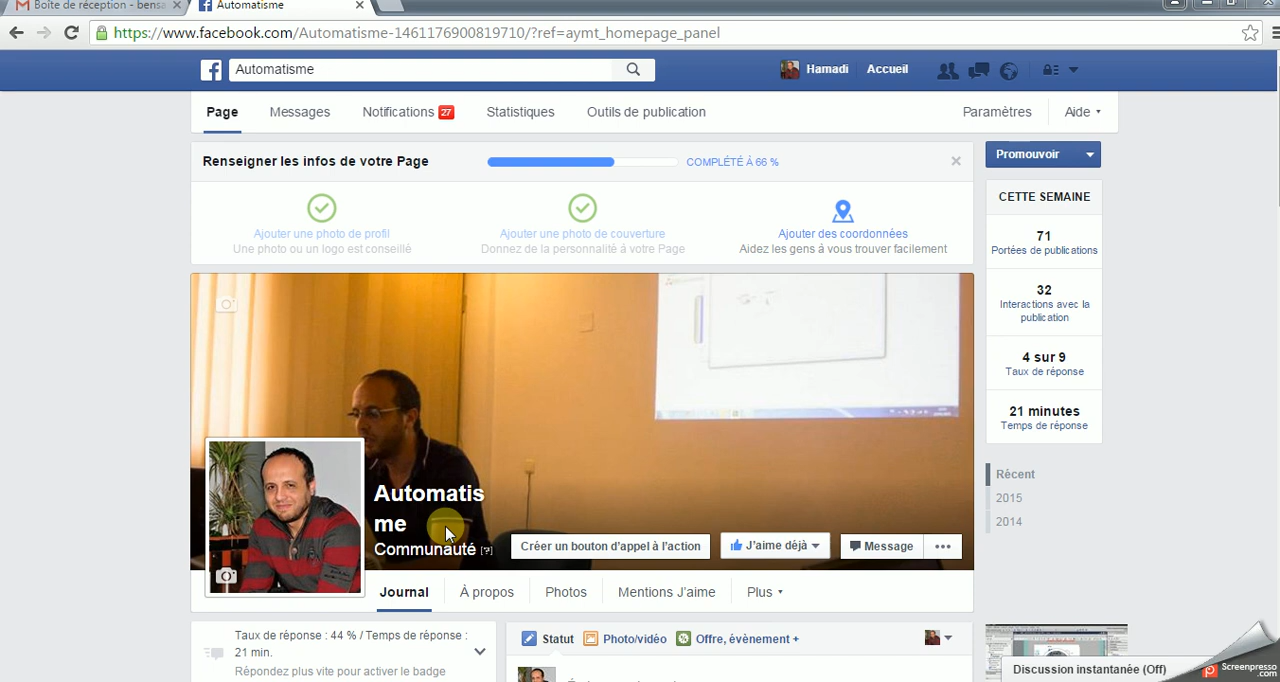 Boîte de réception - bensa
Automatisme
https://www.facebook.com/Automatisme-1461176900819710/?ref=aymt_homepage_panel
Automatisme
Hamadi
Accueil
Page
Messages
Notifications 27
Statistiques
Outils de publication
Paramètres
Aide
Renseigner les infos de votre Page
COMPLÉTÉ À 66 %
Promouvoir
Ajouter une photo de profil
Une photo ou un logo est conseillé
Ajouter une photo de couverture
Donnez de la personnalité à votre Page
Ajouter des coordonnées
Aidez les gens à vous trouver facilement
CETTE SEMAINE
71
Portées de publications
32
Interactions avec la
publication
4 sur 9
Taux de réponse
21 minutes
Temps de réponse
Récent
2015
2014
Automatis
me
Communauté [?]
Créer un bouton d'appel à l'action
J'aime déjà
Message
Journal
À propos
Photos
Mentions J'aime
Plus
Taux de réponse : 44 % / Temps de réponse :
21 min.
Répondez plus vite pour activer le badge
Statut
Photo/vidéo
Offre, évènement +
Discussion instantanée (Off)
Screenpresso
.com